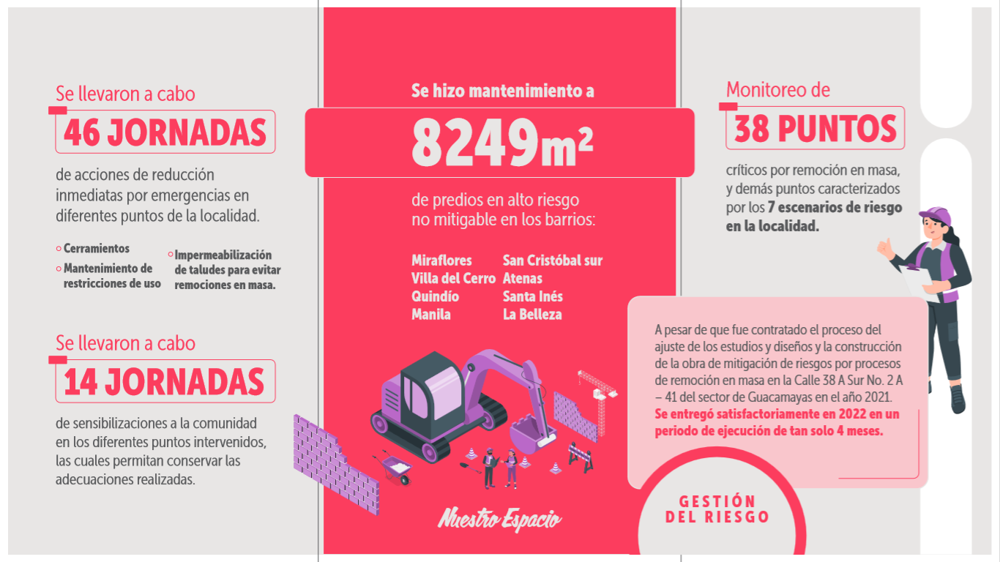 Se llevaron a cabo
46 JORNADAS
de acciones de reducción
inmediatas por emergencias en
diferentes puntos de la localidad.
Cerramientos
Mantenimiento de
restricciones de uso
Impermeabilización
de taludes para evitar
remociones en masa.
Se llevaron a cabo
14 JORNADAS
de sensibilizaciones a la comunidad
en los diferentes puntos intervenidos,
las cuales permitan conservar las
adecuaciones realizadas.
Se hizo mantenimiento a
8249m²
de predios en alto riesgo
no mitigable en los barrios:
Miraflores
Villa del Cerro
Quindío
Manila
San Cristóbal sur
Atenas
Santa Inés
La Belleza
Nuestro Espacio
Monitoreo de
38 PUNTOS
críticos por remoción en masa,
y demás puntos caracterizados
por los 7 escenarios de riesgo
en la localidad.
A pesar de que fue contratado el proceso del
ajuste de los estudios y diseños y la construcción
de la obra de mitigación de riesgos por procesos
de remoción en masa en la Calle 38 A Sur No. 2 A
– 41 del sector de Guacamayas en el año 2021.
Se entregó satisfactoriamente en 2022 en un
periodo de ejecución de tan solo 4 meses.
GESTIÓN
DEL RIESGO